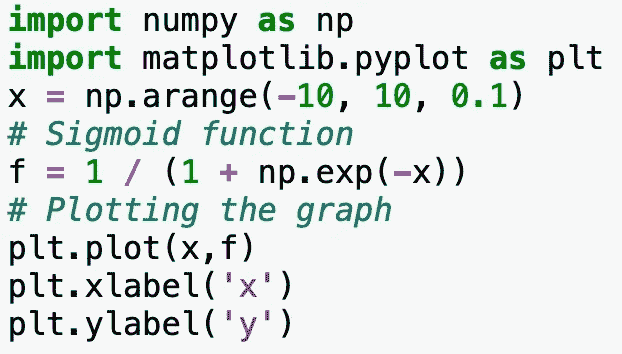 import numpy as np
import matplotlib.pyplot as plt
x = np.arange(-10, 10, 0.1)
# Sigmoid function
f = 1 / (1 + np.exp(-x))
# Plotting the graph
plt.plot(x,f)
plt.xlabel('x')
plt.ylabel('y')